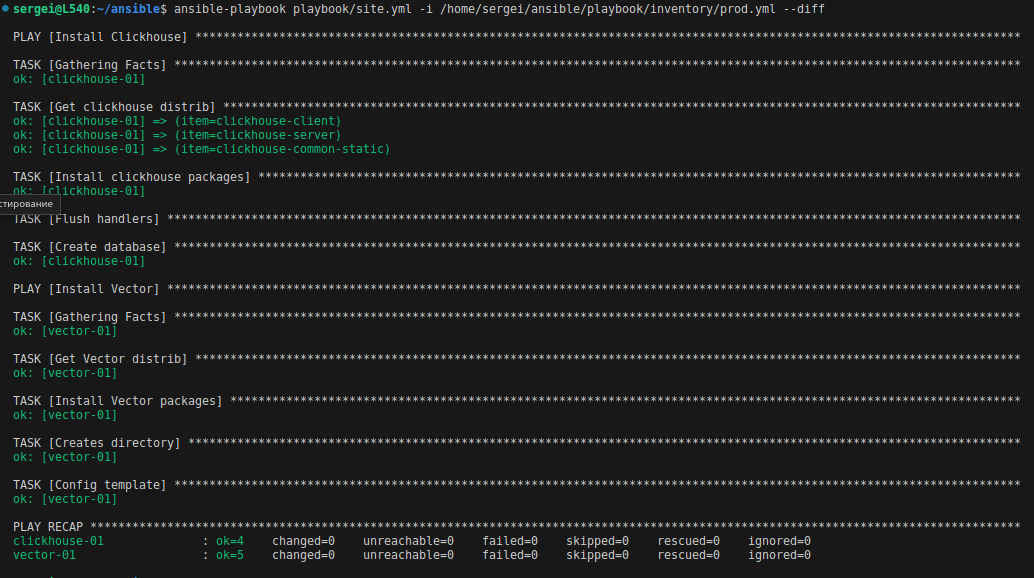 sergei@L540:~/ansible$ ansible-playbook playbook/site.yml -i /home/sergei/ansible/playbook/inventory/prod.yml --diff
PLAY [Install Clickhouse] **********************************************************************************************************************
TASK [Gathering Facts] *************************************************************************************************************************
ok: [clickhouse-01]
TASK [Get clickhouse distrib] ******************************************************************************************************************
ok: [clickhouse-01] => (item=clickhouse-client)
ok: [clickhouse-01] => (item=clickhouse-server)
ok: [clickhouse-01] => (item=clickhouse-common-static)
TASK [Install clickhouse packages] *************************************************************************************************************
ok: [clickhouse-01]
стирование
TASK [Flush handlers] **************************************************************************************************************************
TASK [Create database] *************************************************************************************************************************
ok: [clickhouse-01]
PLAY [Install Vector] **************************************************************************************************************************
TASK [Gathering Facts] *************************************************************************************************************************
ok: [vector-01]
TASK [Get Vector distrib] **********************************************************************************************************************
ok: [vector-01]
TASK [Install Vector packages] *****************************************************************************************************************
ok: [vector-01]
TASK [Creates directory] ***********************************************************************************************************************
ok: [vector-01]
TASK [Config template] *************************************************************************************************************************
ok: [vector-01]
PLAY RECAP *************************************************************************************************************************************
clickhouse-01              : ok=4    changed=0    unreachable=0    failed=0    skipped=0    rescued=0    ignored=0
vector-01                  : ok=5    changed=0    unreachable=0    failed=0    skipped=0    rescued=0    ignored=0